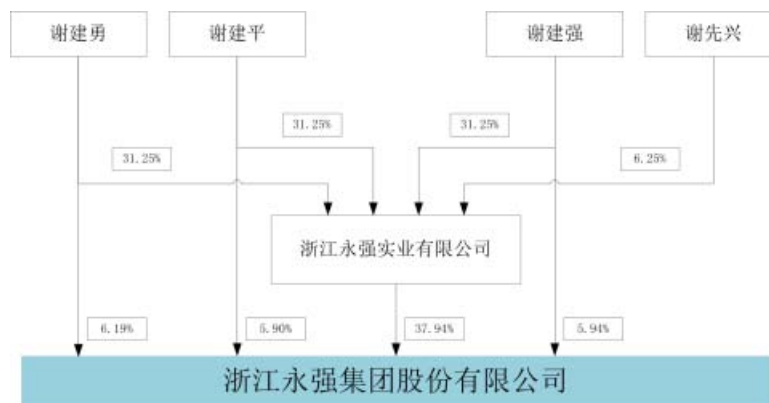 谢建勇 谢建平 谢建强 谢先兴
31.25% 31.25%
31.25% 6.25%
浙江永强实业有限公司
6.19% 5.90% 37.94% 5.94%
浙江永强集团股份有限公司